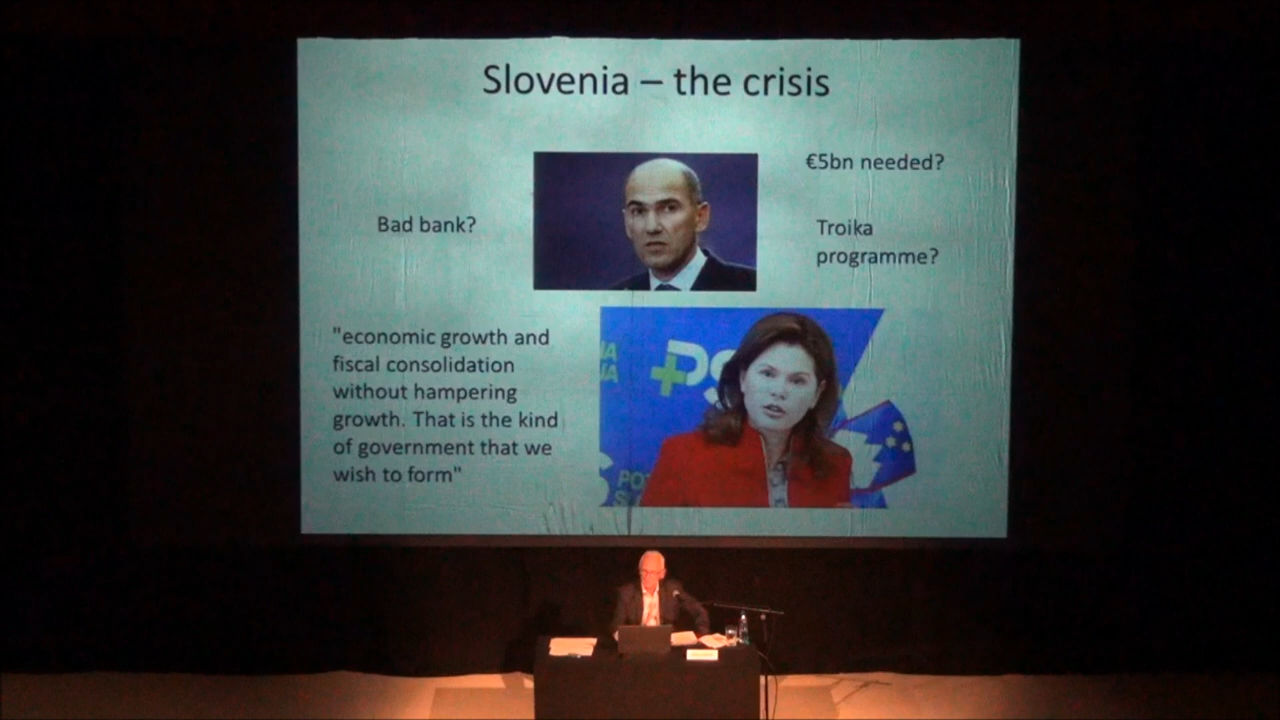 Slovenia – the crisis
€5bn needed?
Bad bank?
Troika
programme?
"economic growth and
fiscal consolidation
without hampering
growth. That is the kind
of government that we
wish to form"
+PS